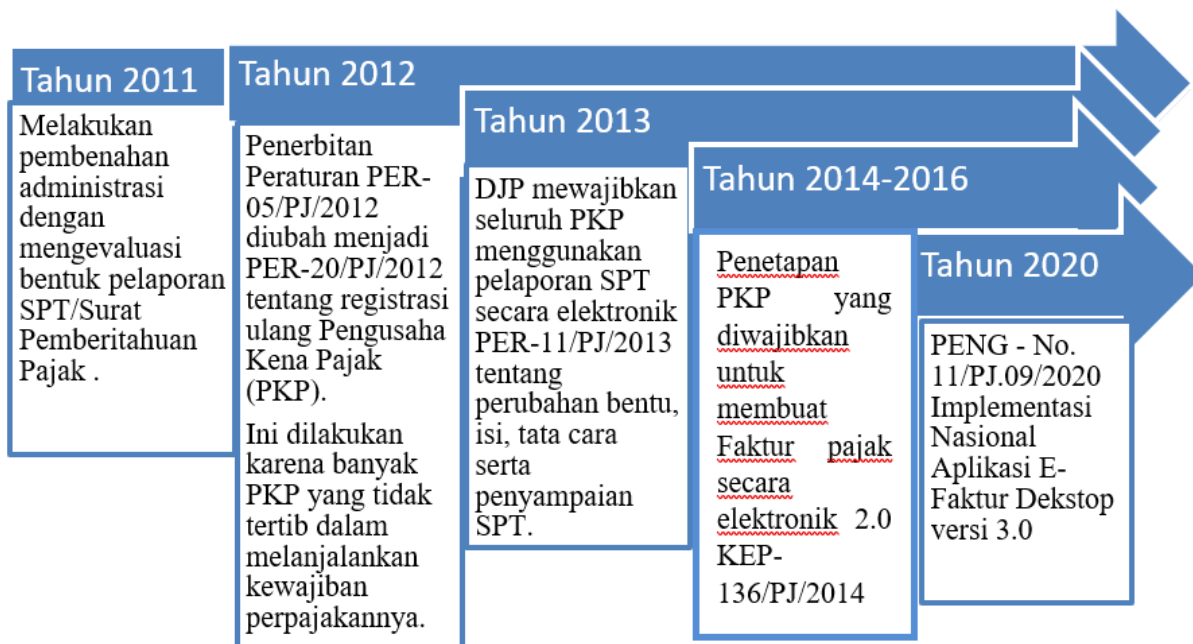 Tahun 2011
Melakukan
pembenahan
administrasi
dengan
mengevaluasi
bentuk pelaporan
SPT/Surat
Pemberitahuan
Pajak .
Tahun 2012
Penerbitan
Peraturan PER-
05/PJ/2012
diubah menjadi
PER-20/PJ/2012
tentang registrasi
ulang Pengusaha
Kena Pajak
(PKP).
Ini dilakukan
karena banyak
PKP yang tidak
tertib dalam
melanjalankan
kewajiban
perpajakannya.
Tahun 2013
DJP mewajibkan
seluruh PKP
menggunakan
pelaporan SPT
secara elektronik
PER-11/PJ/2013
tentang
perubahan bentu,
isi, tata cara
serta
penyampaian
SPT.
Tahun 2014-2016
Penetapan
PKP yang
diwajibkan
untuk
membuat
Faktur pajak
secara
elektronik 2.0
KEP-
136/PJ/2014
Tahun 2020
PENG - No.
11/PJ.09/2020
Implementasi
Nasional
Aplikasi E-
Faktur Dekstop
versi 3.0